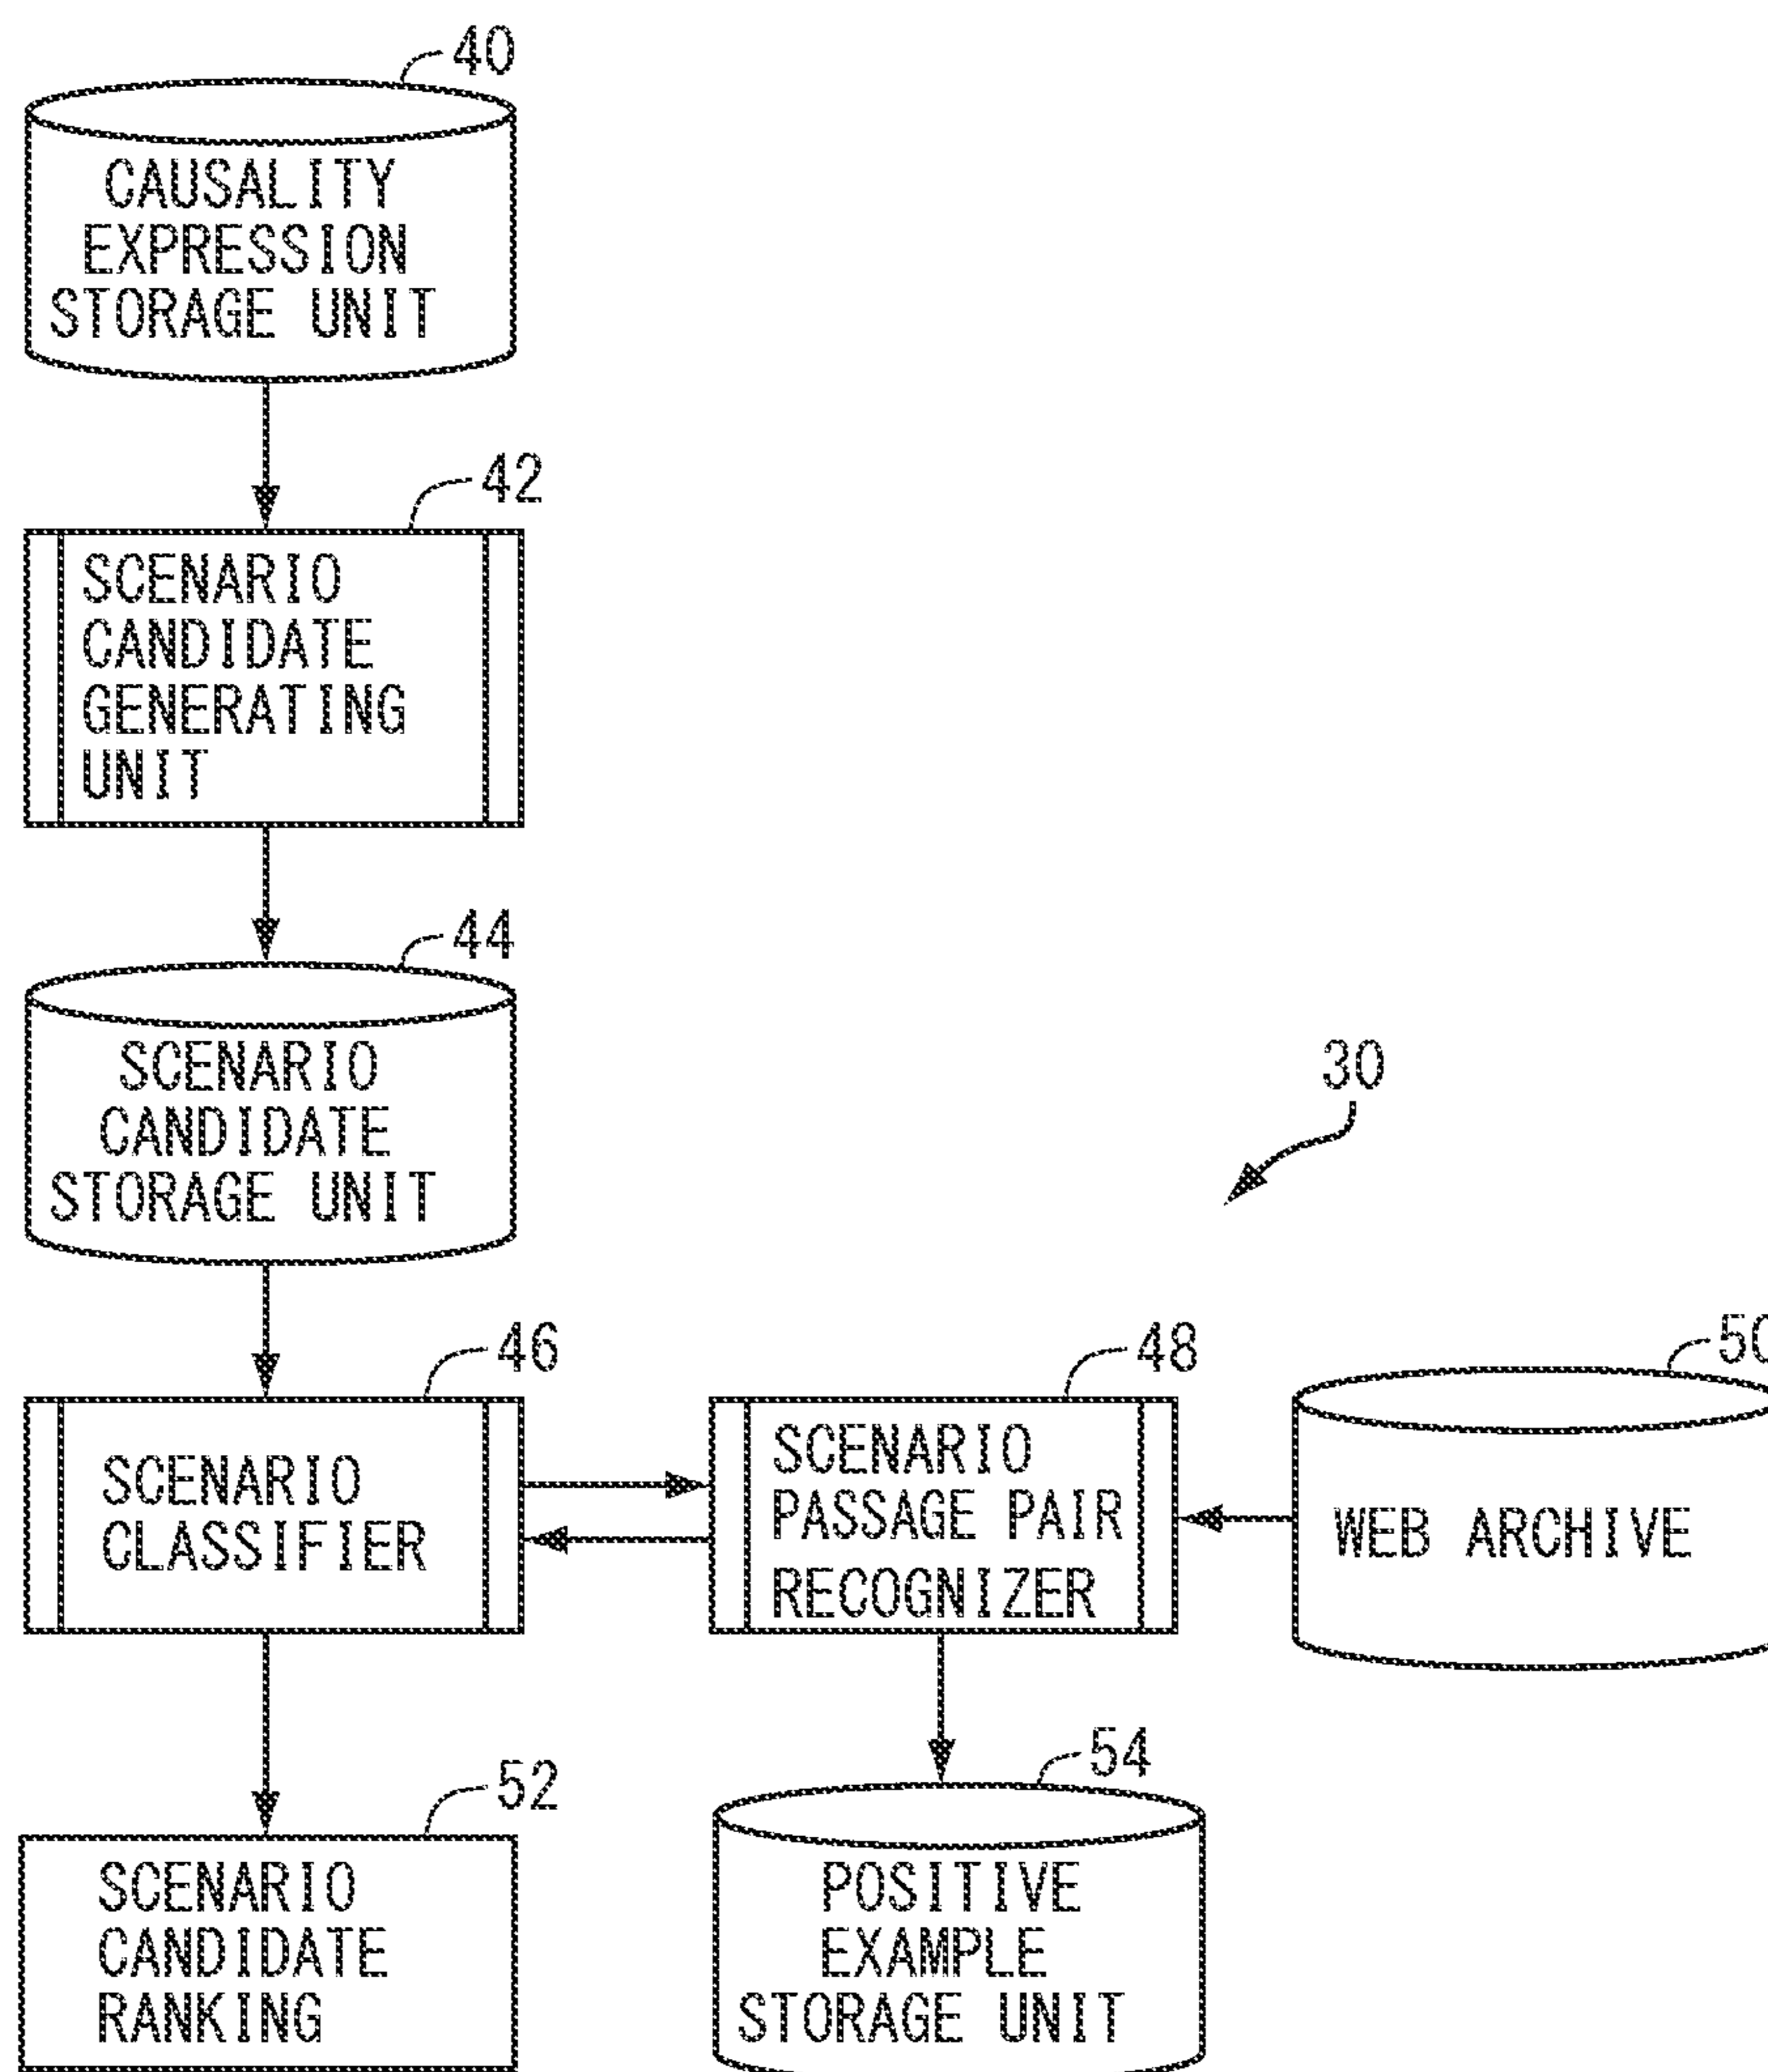 40
CAUSALITY
EXPRESSION
STORAGE UNIT
42
SCENARIO
CANDIDATE
GENERATING
UNIT
44
SCENARIO
CANDIDATE
STORAGE UNIT
30
46
SCENARIO
CLASSIFIER
48
SCENARIO
PASSAGE PAIR
RECOGNIZER
50
WEB ARCHIVE
52
SCENARIO
CANDIDATE
RANKING
54
POSITIVE
EXAMPLE
STORAGE UNIT